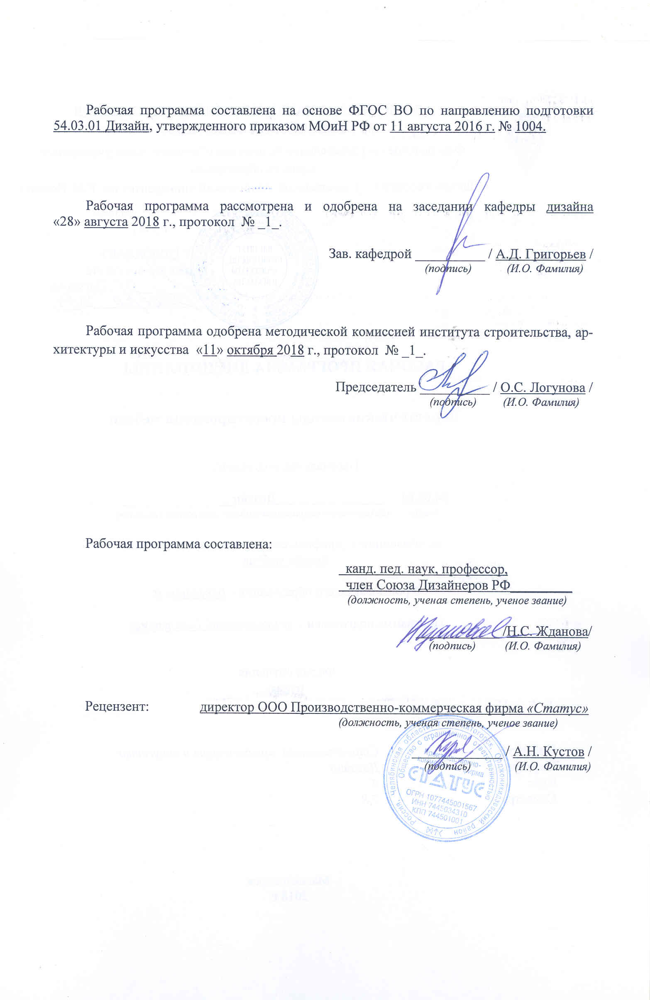 Рабочая программа составлена на основе ФГОС ВО по направлению подготовки
54.03.01 Дизайн, утвержденного приказом МОиН РФ от 11 августа 2016 г. № 1004.
Рабочая программа рассмотрена и одобрена на заседании кафедры дизайна
«28» августа 2018 г., протокол № _1_.
Зав. кафедрой __________ / А.Д. Григорьев /
(подпись) (И.О. Фамилия)
Рабочая программа одобрена методической комиссией института строительства, ар-
хитектуры и искусства «11» октября 2018 г., протокол № _1_.
Председатель __________ / О.С. Логунова /
(подпись) (И.О. Фамилия)
Рабочая программа составлена:
канд. пед. наук, профессор,
член Союза Дизайнеров РФ_________
(должность, ученая степень, ученое звание)
/Н.С. Жданова/
(подпись) (И.О. Фамилия)
Рецензент: директор ООО Производственно-коммерческая фирма «Статус»
(должность, ученая степень, ученое звание)
_____________ / А.Н. Кустов /
(подпись) (И.О. Фамилия)
Россия, Челябинская область, г. Магнитогорск, Орджоникидзевский район
Общество с ограниченной ответственностью
Производственно-
коммерческая фирма
СТАТУС
ОГРН 1077445001567
ИНН 7445034310
КПП 744501001